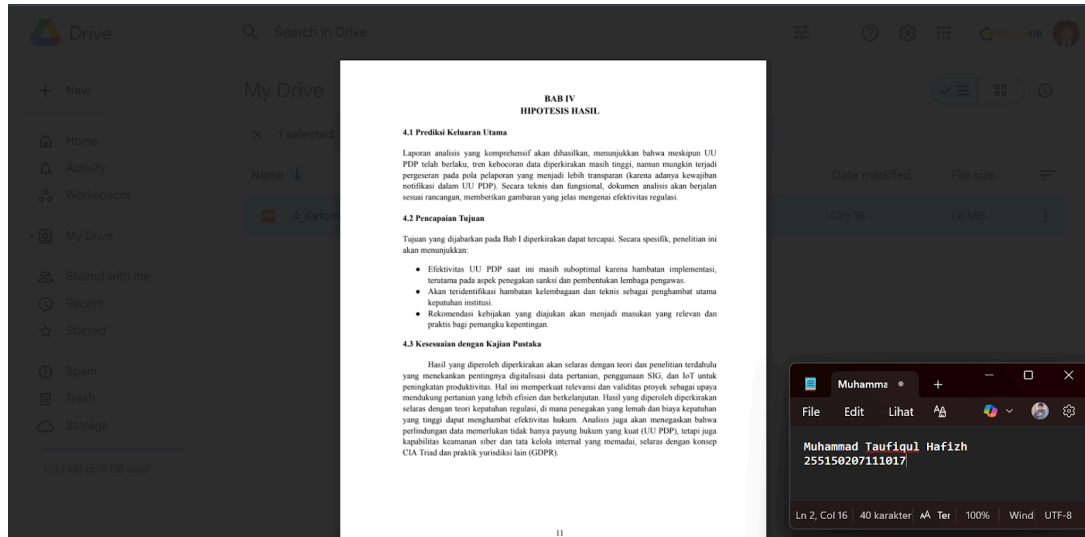 Drive
Search in Drive
UB
New
My Drive
Home
1 selected
Activity
Name
Date modified
File size
Workspaces
4_Kelom
Oct 18
1.6 MB
My Drive
Shared with me
Recent
Starred
Spam
Trash
Storage
139.2 MB of 15 GB used
BAB IV
HIPOTESIS HASIL
4.1 Prediksi Keluaran Utama
Laporan analisis yang komprehensif akan dihasilkan, menunjukkan bahwa meskipun UU
PDP telah berlaku, tren kebocoran data diperkirakan masih tinggi, namun mungkin terjadi
pergeseran pada pola pelaporan yang menjadi lebih transparan (karena adanya kewajiban
notifikasi dalam UU PDP). Secara teknis dan fungsional, dokumen analisis akan berjalan
sesuai rancangan, memberikan gambaran yang jelas mengenai efektivitas regulasi.
4.2 Pencapaian Tujuan
Tujuan yang dijabarkan pada Bab I diperkirakan dapat tercapai. Secara spesifik, penelitian ini
akan menunjukkan:
● Efektivitas UU PDP saat ini masih suboptimal karena hambatan implementasi,
terutama pada aspek penegakan sanksi dan pembentukan lembaga pengawas.
● Akan teridentifikasi hambatan kelembagaan dan teknis sebagai penghambat utama
kepatuhan institusi.
● Rekomendasi kebijakan yang diajukan akan menjadi masukan yang relevan dan
praktis bagi pemangku kepentingan.
4.3 Kesesuaian dengan Kajian Pustaka
Hasil yang diperoleh diperkirakan akan selaras dengan teori dan penelitian terdahulu
yang menekankan pentingnya digitalisasi data pertanian, penggunaan SIG, dan IoT untuk
peningkatan produktivitas. Hal ini memperkuat relevansi dan validitas proyek sebagai upaya
mendukung pertanian yang lebih efisien dan berkelanjutan. Hasil yang diperoleh diperkirakan
selaras dengan teori kepatuhan regulasi, di mana penegakan yang lemah dan biaya kepatuhan
yang tinggi dapat menghambat efektivitas hukum. Analisis juga akan menegaskan bahwa
perlindungan data memerlukan tidak hanya payung hukum yang kuat (UU PDP), tetapi juga
kapabilitas keamanan siber dan tata kelola internal yang memadai, selaras dengan konsep
CIA Triad dan praktik yurisdiksi lain (GDPR).
11
Muhamma
File Edit Lihat
Muhammad Taufiqul Hafizh
255150207111017
Ln 2, Col 16 40 karakter Ter 100% Wind UTF-8